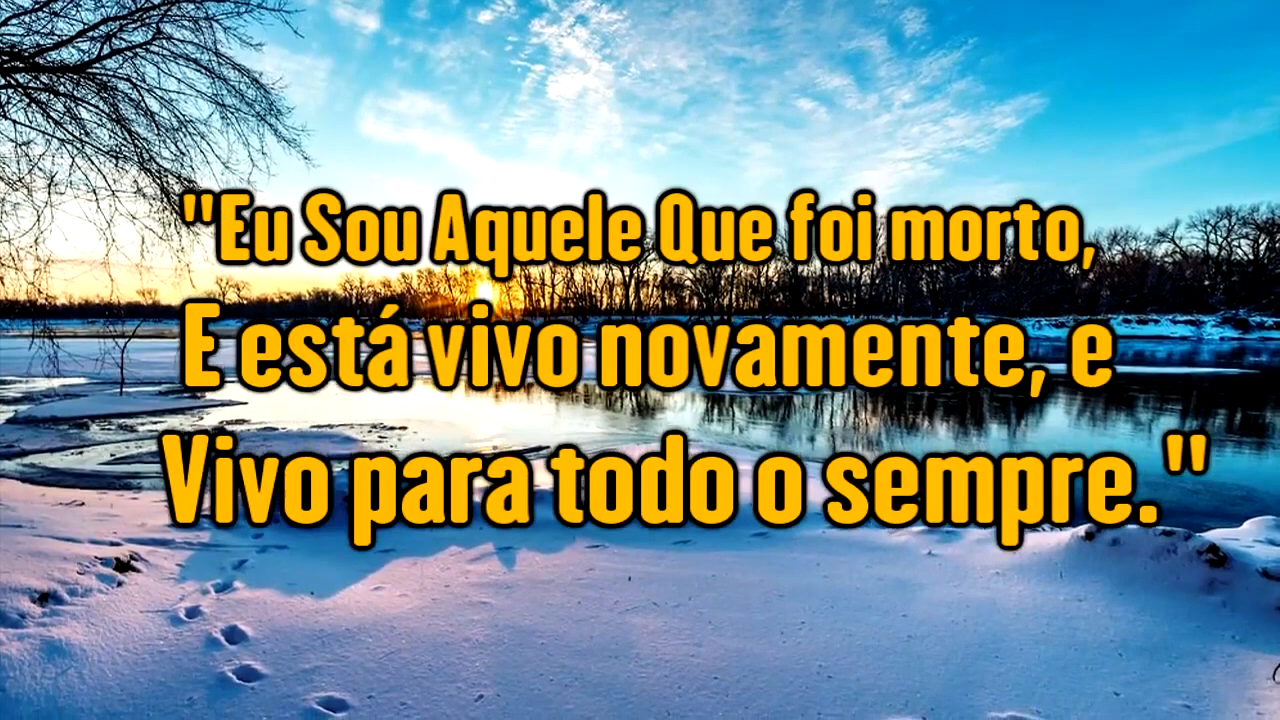 "Eu Sou Aquele Que foi morto,
E está vivo novamente, e
Vivo para todo o sempre."